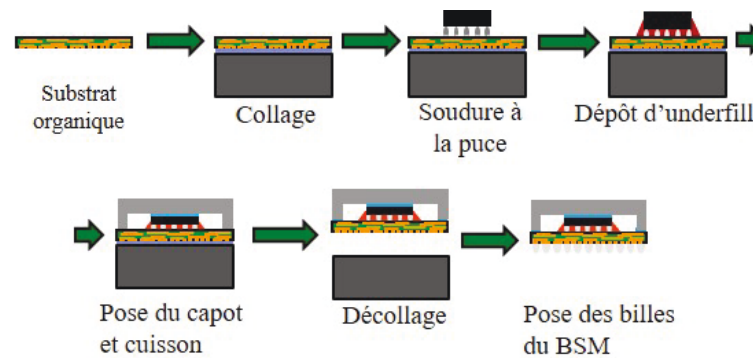 Substrat
organique
Collage
Soudure à
la puce
Dépôt d’underfill
Pose du capot
et cuisson
Décollage
Pose des billes
du BSM